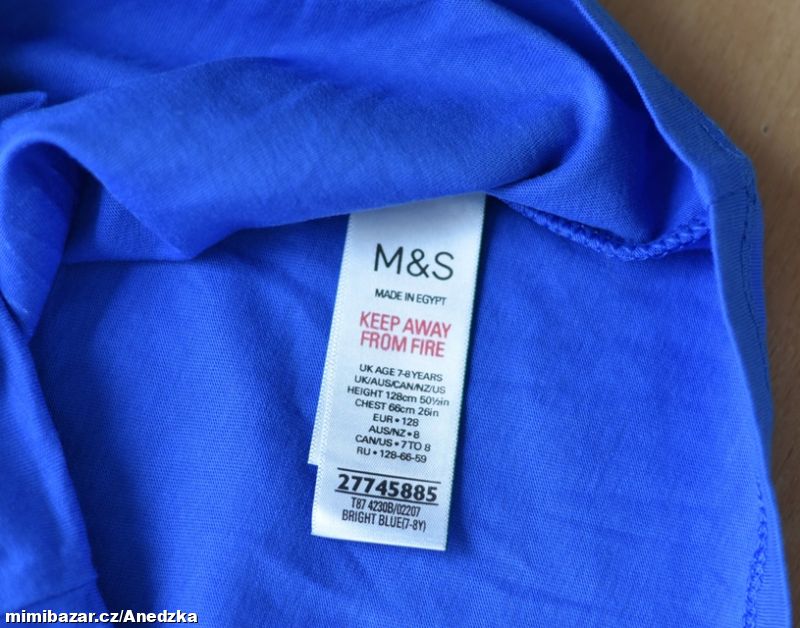 M&S
MADE IN EGYPT
KEEP AWAY
FROM FIRE
UK AGE 7-8 YEARS
UK/AUS/CAN/NZ/US
HEIGHT 128cm 50½in
CHEST 66cm 26in
EUR • 128
AUS/NZ • 8
CAN/US • 7 TO 8
RU • 128-66-59
27745885
T87 4230B/02207
BRIGHT BLUE(7-8Y)
mimibazar.cz/Anedzka